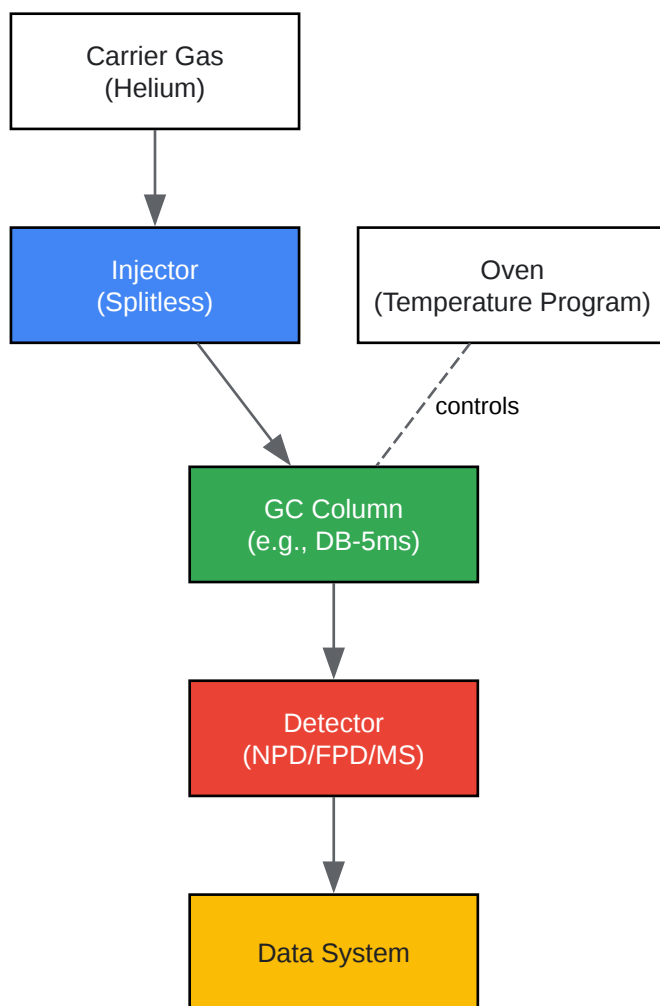 Carrier Gas
(Helium)
Injector
(Splitless)
Oven
(Temperature Program)
controls
GC Column
(e.g., DB-5ms)
Detector
(NPD/FPD/MS)
Data System